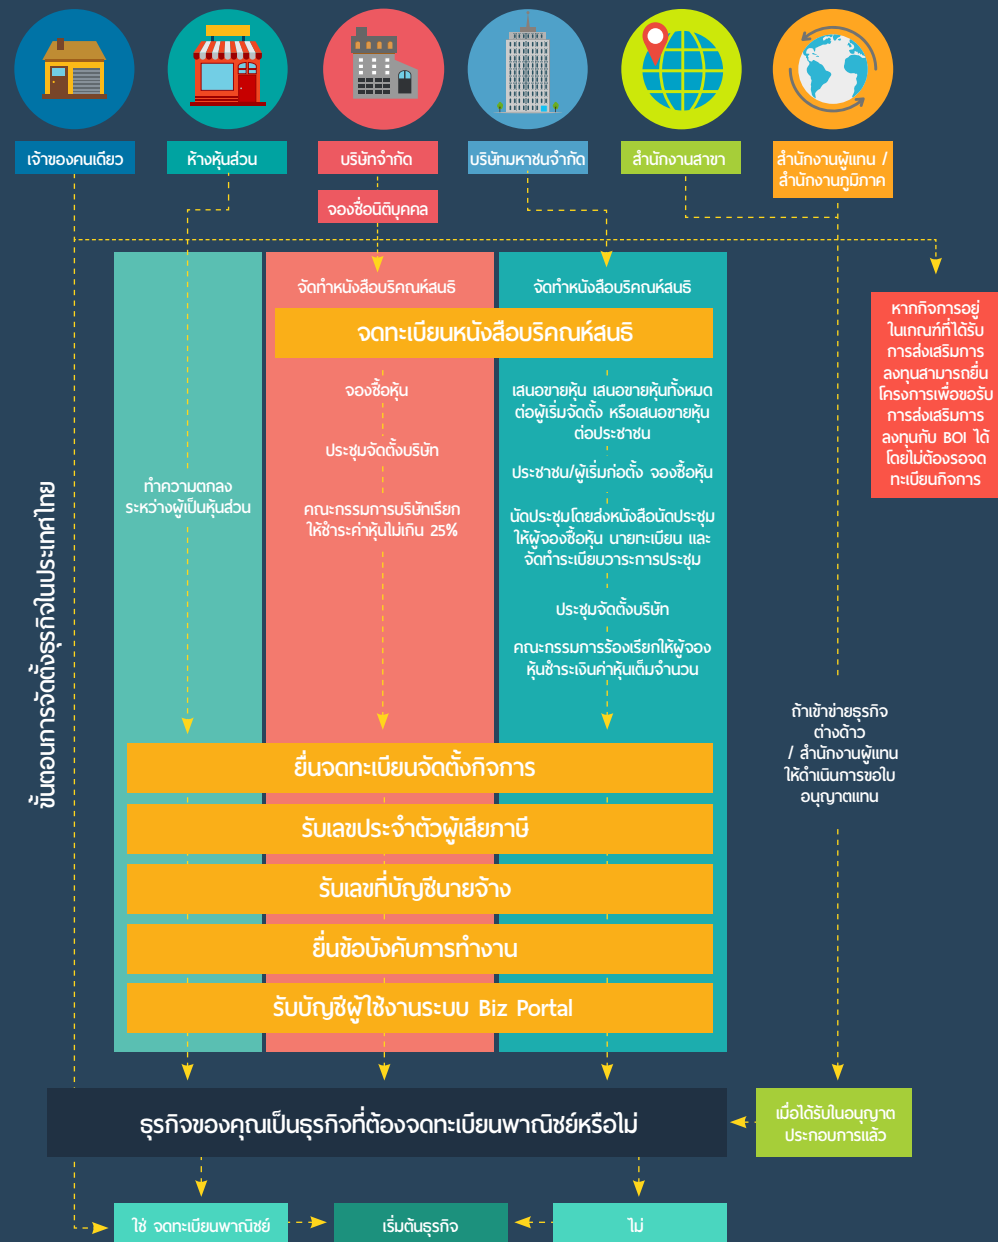 เจ้าของคนเดียว
ห้างหุ้นส่วน
บริษัทจำกัด
บริษัทมหาชนจำกัด
สำนักงานสาขา
สำนักงานผู้แทน /
สำนักงานภูมิภาค
จองชื่อนิติบุคคล
จัดทำหนังสือบริคณห์สนธิ
จัดทำหนังสือบริคณห์สนธิ
จดทะเบียนหนังสือบริคณห์สนธิ
หากกิจการอยู่
ในเกณฑ์ที่ได้รับ
การส่งเสริมการ
ลงทุนสามารถยื่น
โครงการเพื่อขอรับ
การส่งเสริมการ
ลงทุนกับ BOI ได้
โดยไม่ต้องรอจด
ทะเบียนกิจการ
จองซื้อหุ้น
ประชุมจัดตั้งบริษัท
คณะกรรมการบริษัทเรียก
ให้ชำระค่าหุ้นไม่เกิน 25%
เสนอขายหุ้น เสนอขายหุ้นทั้งหมด
ต่อผู้เริ่มจัดตั้ง หรือเสนอขายหุ้น
ต่อประชาชน
ประชาชน/ผู้เริ่มก่อตั้ง จองซื้อหุ้น
นัดประชุมโดยส่งหนังสือนัดประชุม
ให้ผู้จองซื้อหุ้น นายทะเบียน และ
จัดทำระเบียบวาระการประชุม
ประชุมจัดตั้งบริษัท
คณะกรรมการร้องเรียกให้ผู้จอง
หุ้นชำระเงินค่าหุ้นเต็มจำนวน
ทำความตกลง
ระหว่างผู้เป็นหุ้นส่วน
ขั้นตอนการจัดตั้งธุรกิจในประเทศไทย
ถ้าเข้าข่ายธุรกิจ
ต่างด้าว
/ สำนักงานผู้แทน
ให้ดำเนินการขอใบ
อนุญาตแทน
ยื่นจดทะเบียนจัดตั้งกิจการ
รับเลขประจำตัวผู้เสียภาษี
รับเลขที่บัญชีนายจ้าง
ยื่นข้อบังคับการทำงาน
รับบัญชีผู้ใช้งานระบบ Biz Portal
ธุรกิจของคุณเป็นธุรกิจที่ต้องจดทะเบียนพาณิชย์หรือไม่
เมื่อได้รับใบอนุญาต
ประกอบการแล้ว
ใช่ จดทะเบียนพาณิชย์
เริ่มต้นธุรกิจ
ไม่